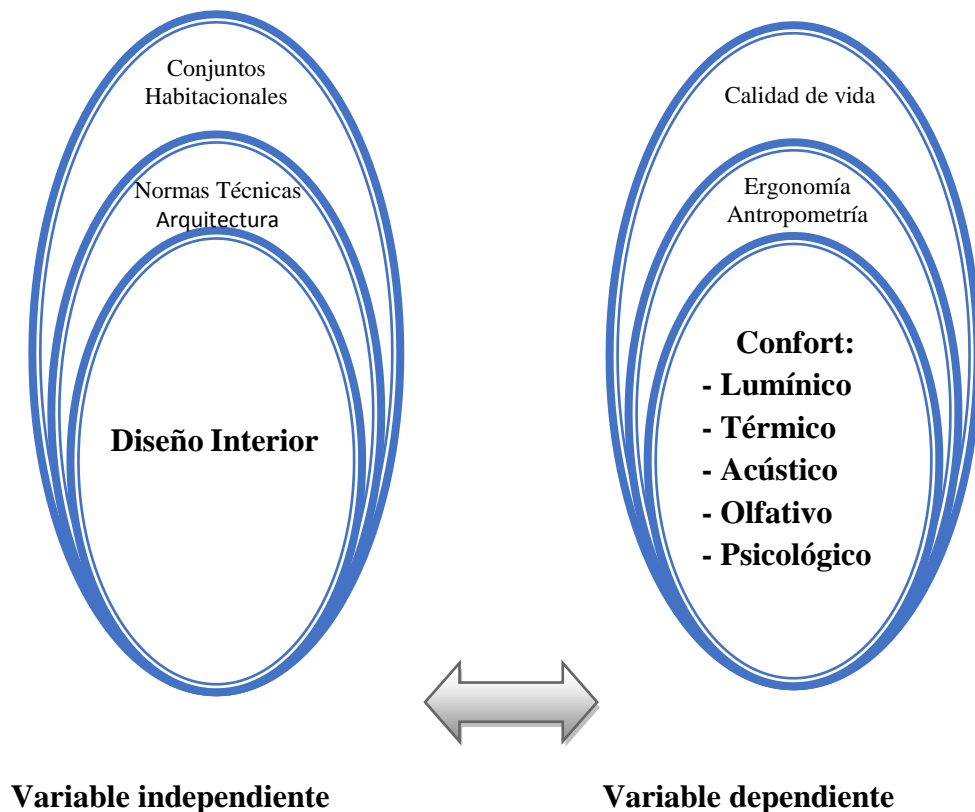 Conjuntos
Habitacionales
Normas Técnicas
Arquitectura
Diseño Interior
Variable independiente
Calidad de vida
Ergonomía
Antropometría
Confort:
- Lumínico
- Térmico
- Acústico
- Olfativo
- Psicológico
Variable dependiente